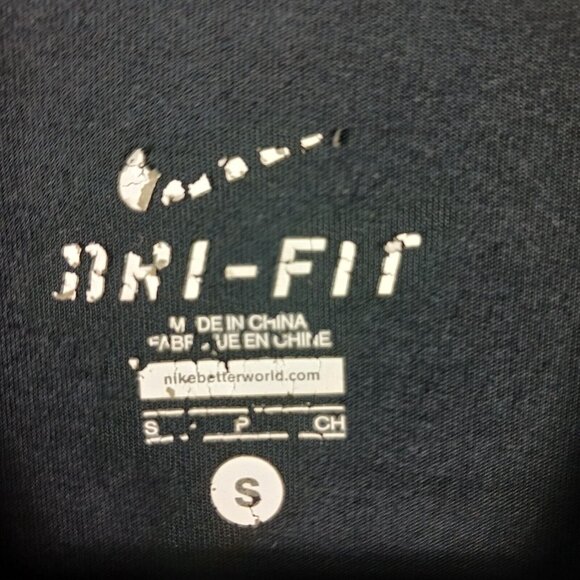 DRI-FIT
MADE IN CHINA
FABRIQUE EN CHINE
nikebetterworld.com
S P CH
S